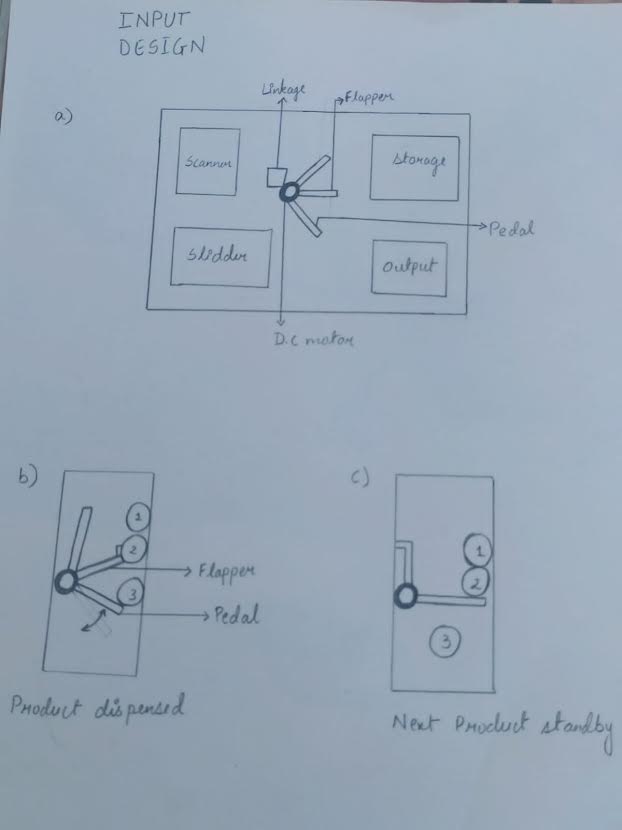 INPUT
DESIGN
a)
Linkage
Flapper
Scanner
Storage
Pedal
Slidder
Output
D.C motor
b)
1
2
3
Flapper
Pedal
Product dispensed
c)
1
2
3
Next Product standby